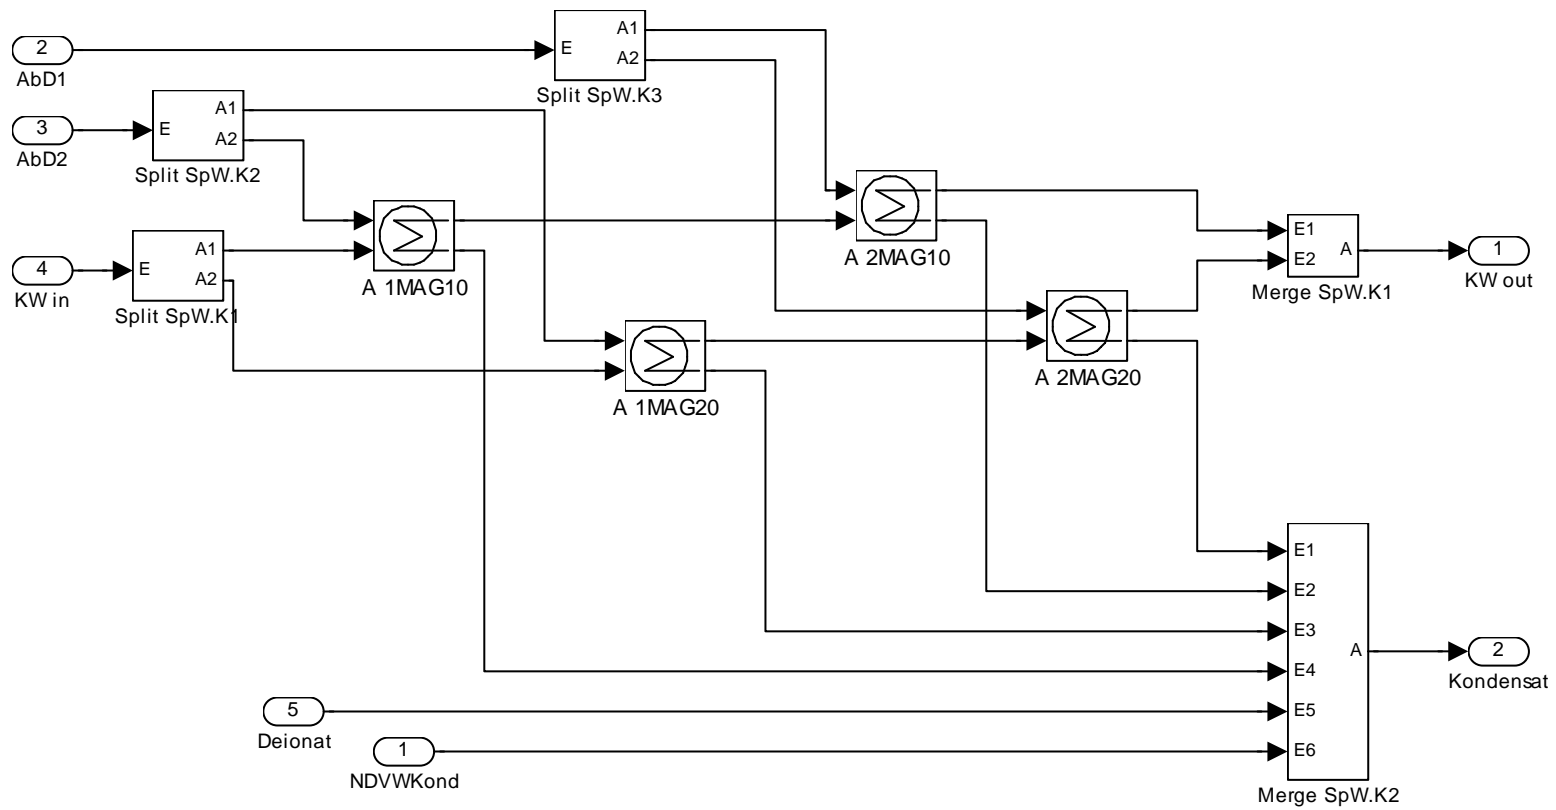 2
AbD1
E
A1
A2
Split SpW.K3
3
AbD2
E
A1
A2
Split SpW.K2
4
KW in
E
A1
A2
Split SpW.K1
A 1MAG10
A 2MAG10
A 1MAG20
A 2MAG20
E1
E2
A
Merge SpW.K1
1
KW out
E1
E2
E3
E4
E5
E6
A
Merge SpW.K2
2
Kondensat
5
Deionat
1
NDVWKond